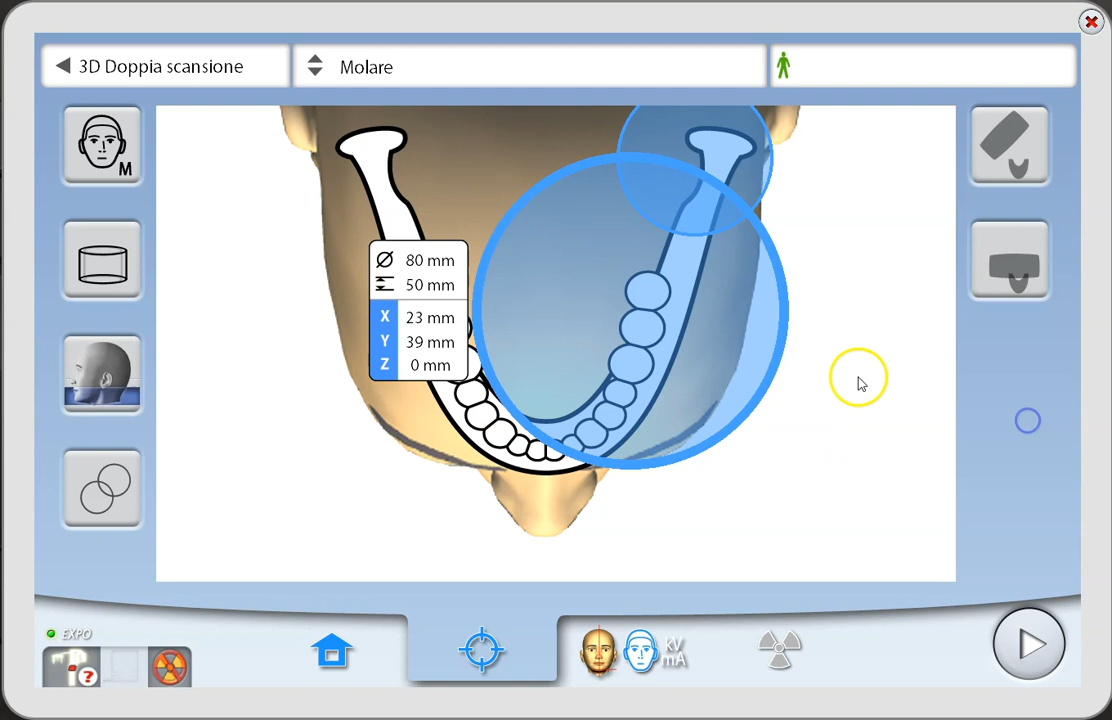 3D Doppia scansione
Molare
M
80 mm
50 mm
X 23 mm
Y 39 mm
Z 0 mm
EXPO
?
kV
mA